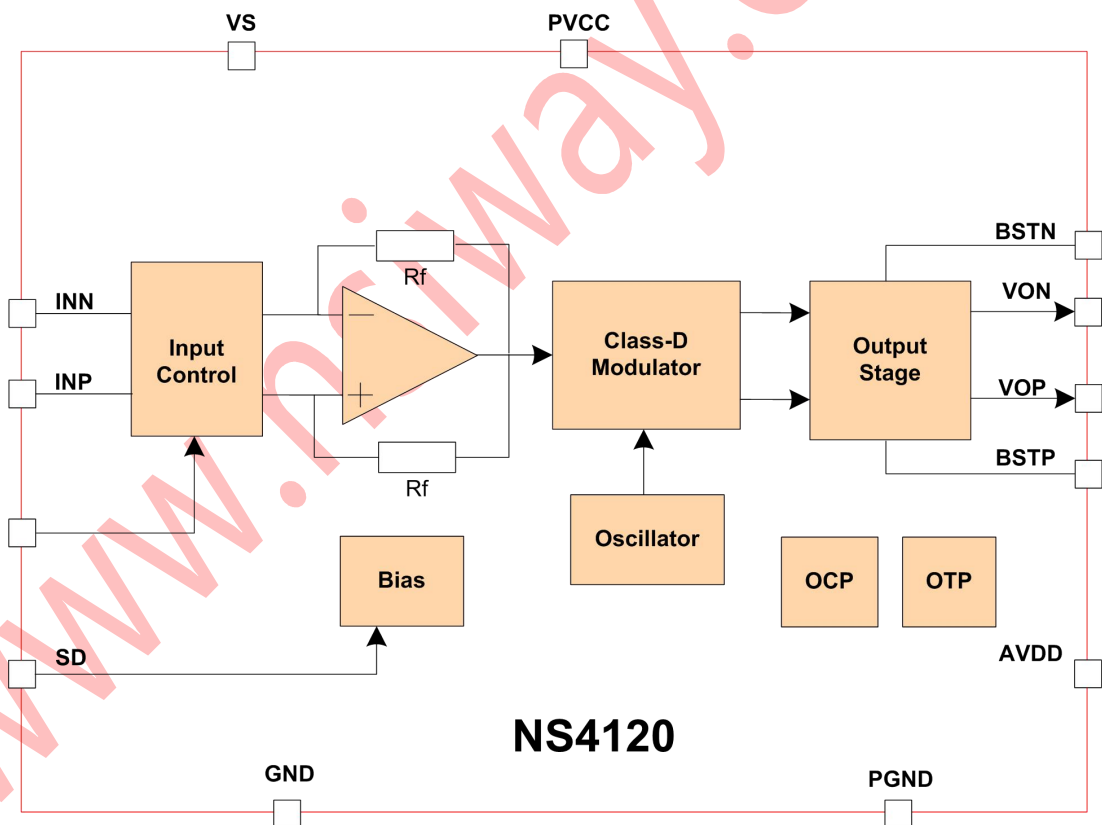 VS
PVCC
BSTN
Rf
INN
VON
Input
Control
Class-D
Modulator
Output
Stage
INP
VOP
BSTP
Rf
Oscillator
Bias
OCP
OTP
SD
AVDD
NS4120
GND
PGND
www.nsiway.c